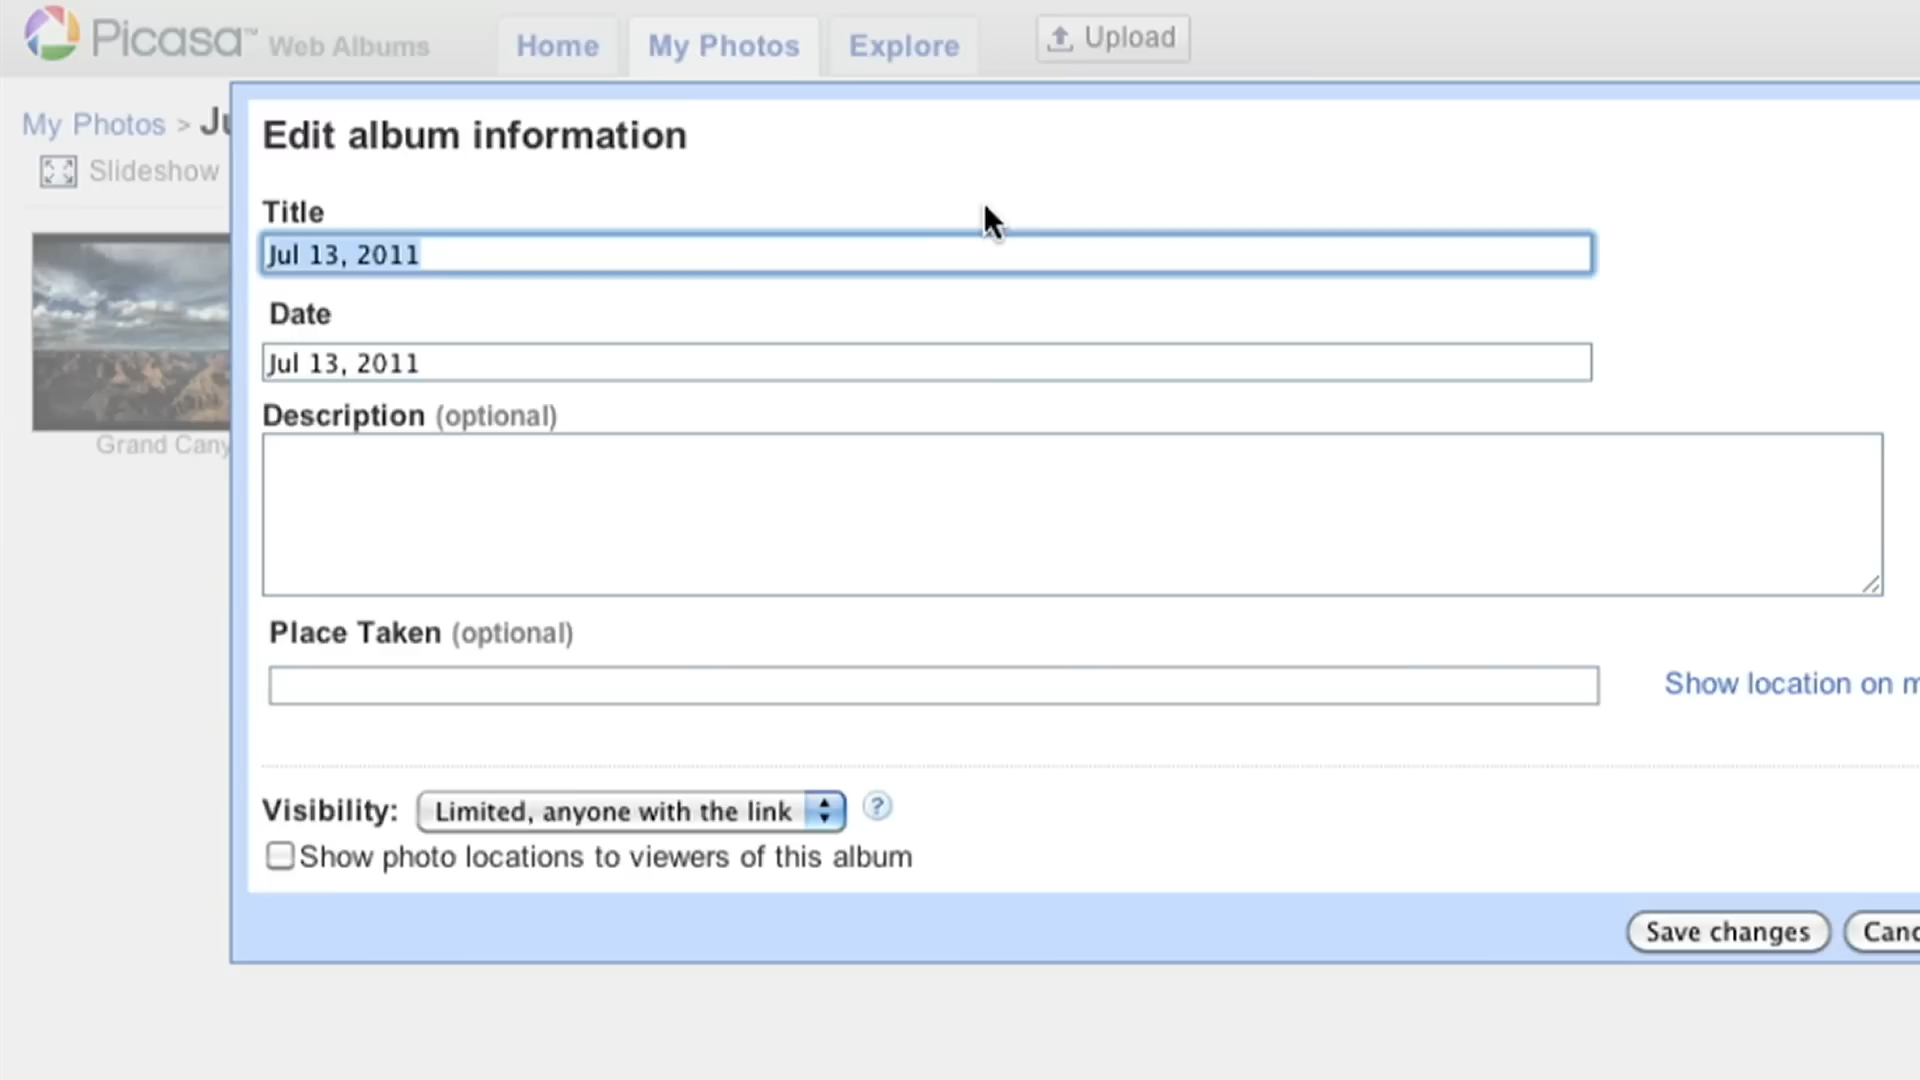 Picasa™ Web Albums Home My Photos Explore Upload
My Photos > Ju
Slideshow
Edit album information
Title
Jul 13, 2011
Date
Jul 13, 2011
Description (optional)
Grand Cany
Place Taken (optional)
Show location on m
Visibility: Limited, anyone with the link ?
Show photo locations to viewers of this album
Save changes Canc